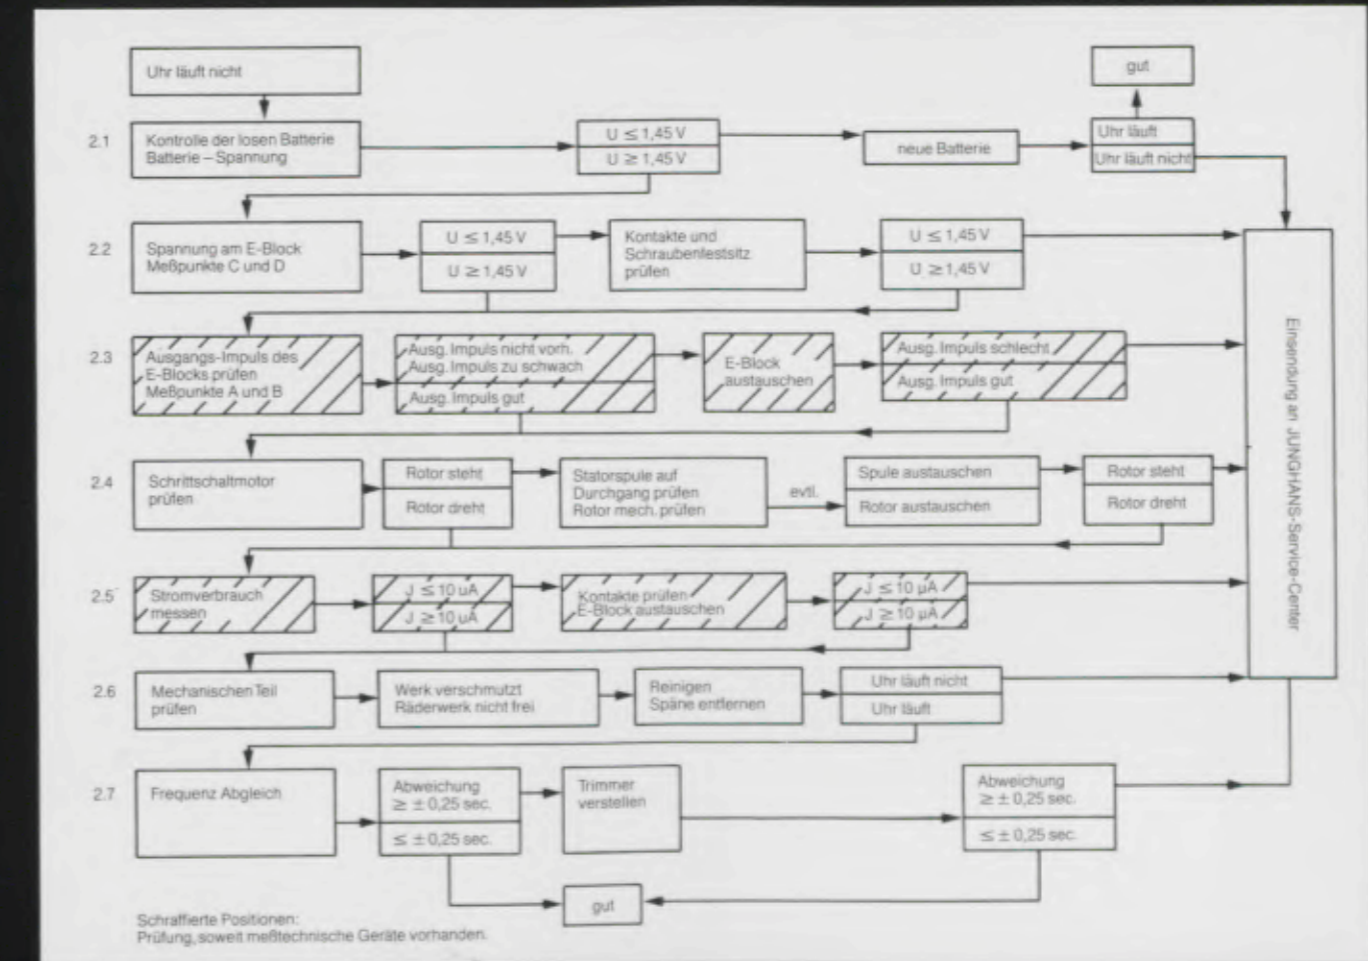 Uhr läuft nicht
gut
2.1
Kontrolle der losen Batterie
Batterie – Spannung
U ≤ 1,45 V
U ≥ 1,45 V
neue Batterie
Uhr läuft
Uhr läuft nicht
2.2
Spannung am E-Block
Meßpunkte C und D
U ≤ 1,45 V
U ≥ 1,45 V
Kontakte und
Schraubenfestsitz
prüfen
U ≤ 1,45 V
U ≥ 1,45 V
Einsendung an JUNGHANS-Service-Center
2.3
Ausgangs-Impuls des
E-Blocks prüfen
Meßpunkte A und B
Ausg. Impuls nicht vorh.
Ausg. Impuls zu schwach
Ausg. Impuls gut
E-Block
austauschen
Ausg. Impuls schlecht
Ausg. Impuls gut
2.4
Schrittschaltmotor
prüfen
Rotor steht
Rotor dreht
Statorspule auf
Durchgang prüfen
Rotor mech. prüfen
evtl.
Spule austauschen
Rotor austauschen
Rotor steht
Rotor dreht
2.5
Stromverbrauch
messen
J ≤ 10 uA
J ≥ 10 uA
Kontakte prüfen
E-Block austauschen
J ≤ 10 µA
J ≥ 10 µA
2.6
Mechanischen Teil
prüfen
Werk verschmutzt
Räderwerk nicht frei
Reinigen
Späne entfernen
Uhr läuft nicht
Uhr läuft
2.7
Frequenz Abgleich
Abweichung
≥ ± 0,25 sec.
≤ ± 0,25 sec.
Trimmer
verstellen
Abweichung
≥ ± 0,25 sec.
≤ ± 0,25 sec.
gut
Schraffierte Positionen:
Prüfung, soweit meßtechnische Geräte vorhanden.